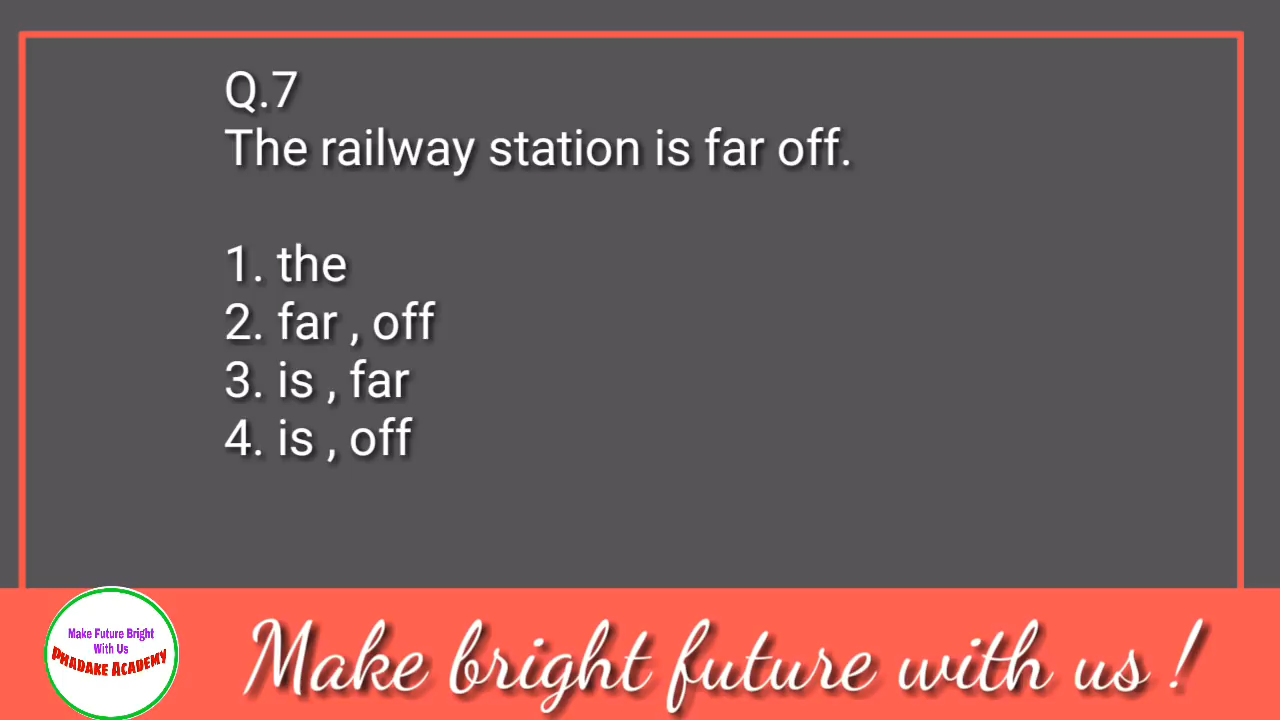 Q.7
The railway station is far off.
1. the
2. far , off
3. is , far
4. is , off
Make Future Bright
With Us
PHADAKE ACADEMY
Make bright future with us !